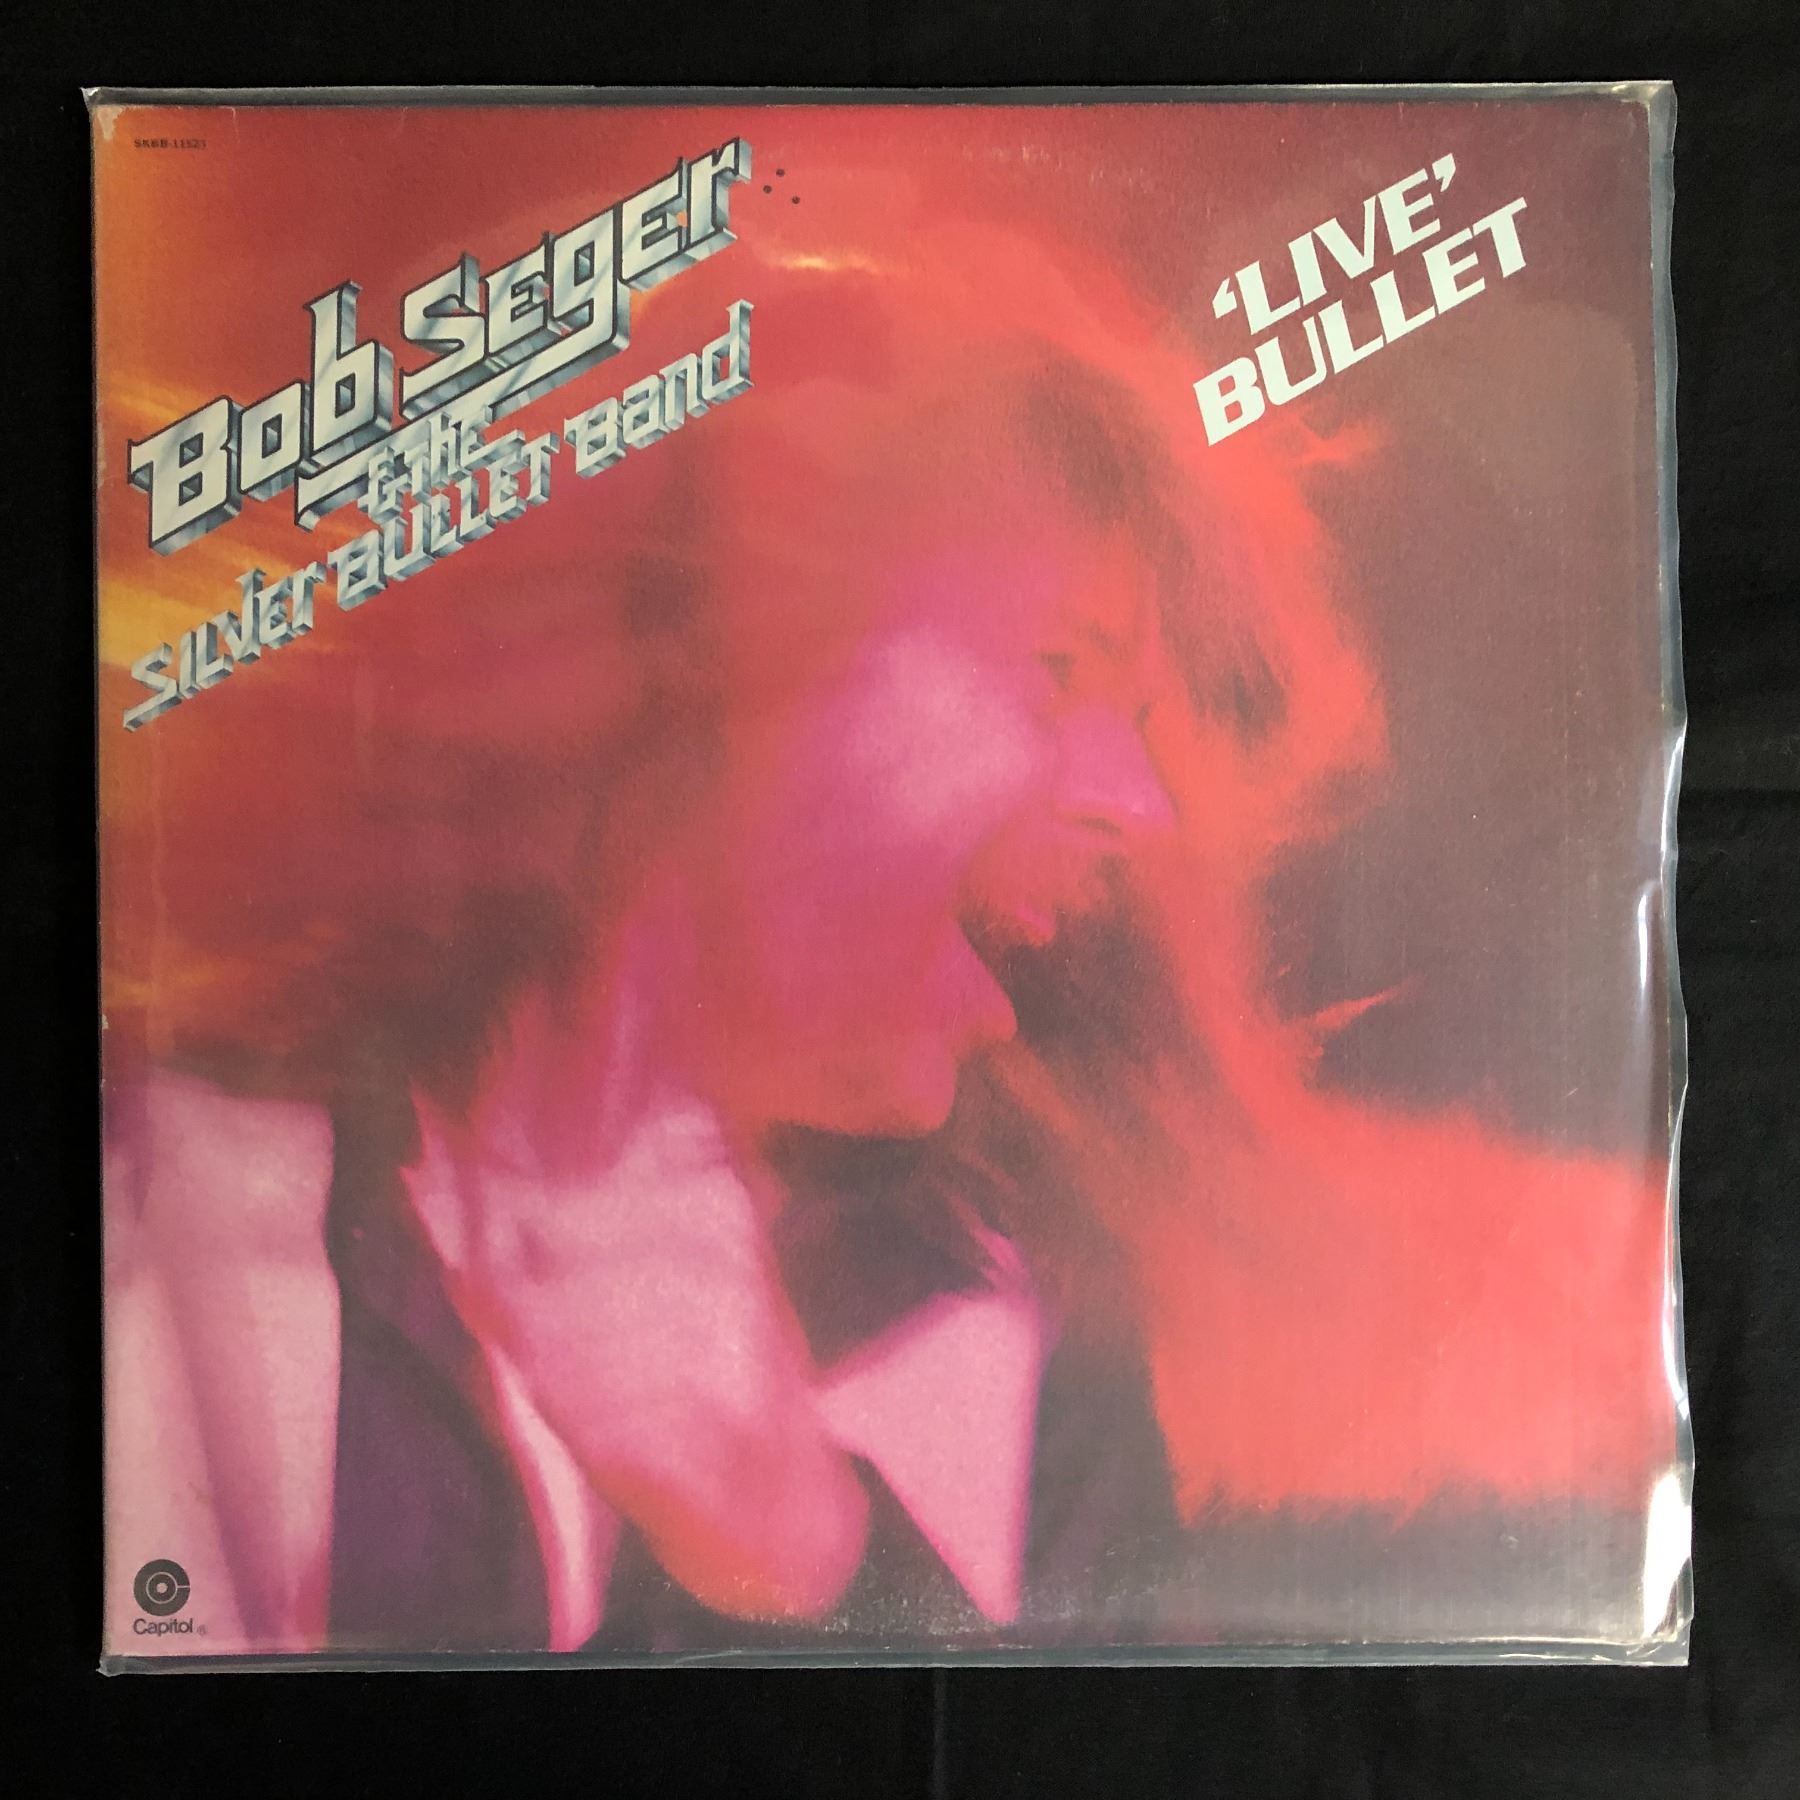 SKBB-11523
Bob Seger
& the
Silver Bullet Band
'LIVE'
BULLET
Capitol®